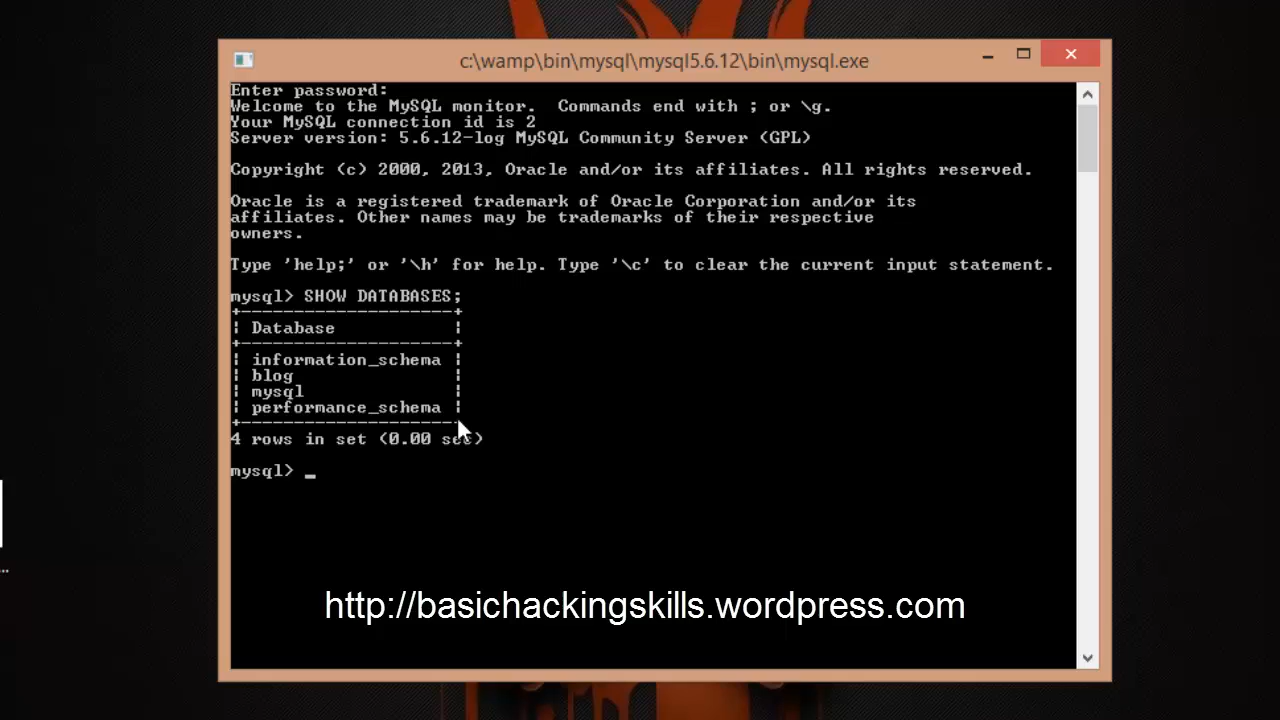 c:\wamp\bin\mysql\mysql5.6.12\bin\mysql.exe
Enter password:
Welcome to the MySQL monitor.  Commands end with ; or \g.
Your MySQL connection id is 2
Server version: 5.6.12-log MySQL Community Server (GPL)
Copyright (c) 2000, 2013, Oracle and/or its affiliates. All rights reserved.
Oracle is a registered trademark of Oracle Corporation and/or its
affiliates. Other names may be trademarks of their respective
owners.
Type 'help;' or '\h' for help. Type '\c' to clear the current input statement.
mysql> SHOW DATABASES;
+--------------------+
| Database           |
+--------------------+
| information_schema |
| blog               |
| mysql              |
| performance_schema |
+--------------------+
4 rows in set (0.00 sec)
mysql> _
http://basichackingskills.wordpress.com
...